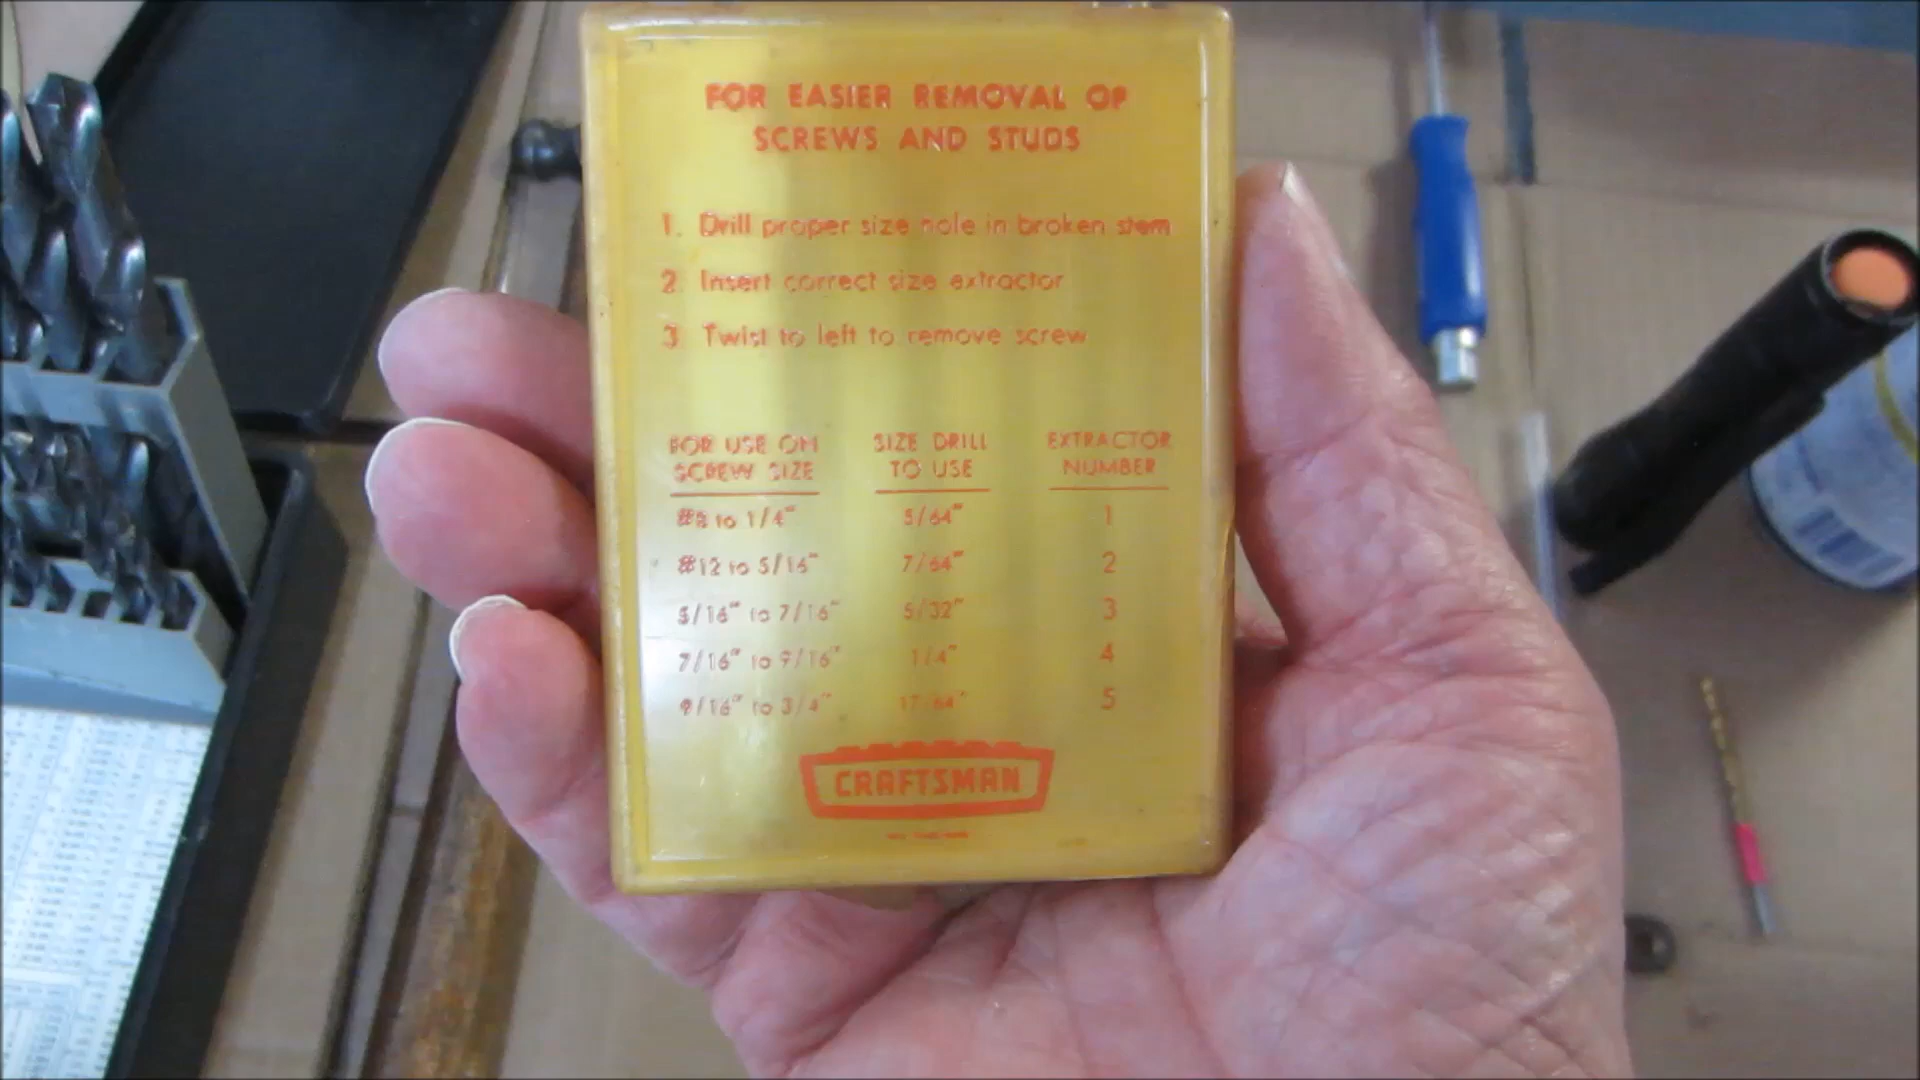 FOR EASIER REMOVAL OF
SCREWS AND STUDS
1. Drill proper size hole in broken stem
2. Insert correct size extractor
3. Twist to left to remove screw
FOR USE ON SCREW SIZE SIZE DRILL TO USE EXTRACTOR NUMBER
#8 to 1/4" 5/64" 1
#12 to 5/16" 7/64" 2
5/16" to 7/16" 5/32" 3
7/16" to 9/16" 1/4" 4
9/16" to 3/4" 17/64" 5
CRAFTSMAN